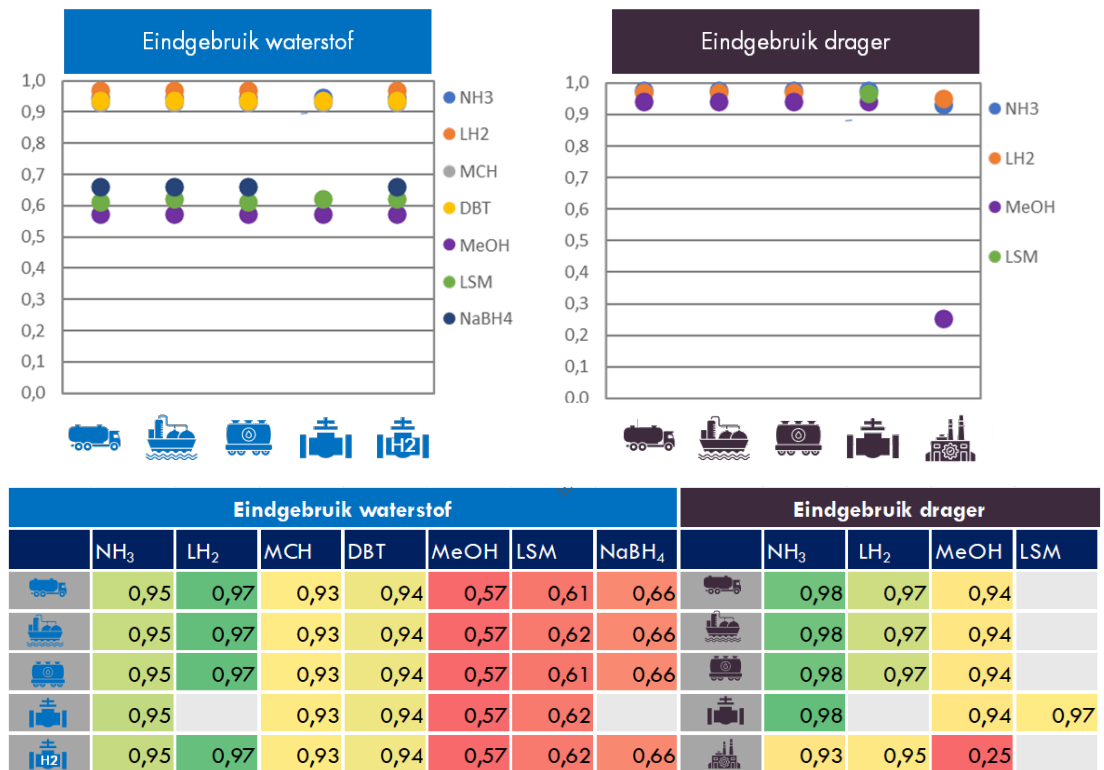 Eindgebruik waterstof
1,0
0,9
0,8
0,7
0,6
0,5
0,4
0,3
0,2
0,1
0,0
NH3
LH2
MCH
DBT
MeOH
LSM
NaBH4
H2
Eindgebruik drager
1,0
0,9
0,8
0,7
0,6
0,5
0,4
0,3
0,2
0,1
0.0
NH3
LH2
MeOH
LSM
Eindgebruik waterstof Eindgebruik drager
NH₃ LH₂ MCH DBT MeOH LSM NaBH₄ NH₃ LH₂ MeOH LSM
0,95 0,97 0,93 0,94 0,57 0,61 0,66 0,98 0,97 0,94
0,95 0,97 0,93 0,94 0,57 0,62 0,66 0,98 0,97 0,94
0,95 0,97 0,93 0,94 0,57 0,61 0,66 0,98 0,97 0,94
0,95 0,93 0,94 0,57 0,62 0,98 0,94 0,97
H2 0,95 0,97 0,93 0,94 0,57 0,62 0,66 0,93 0,95 0,25